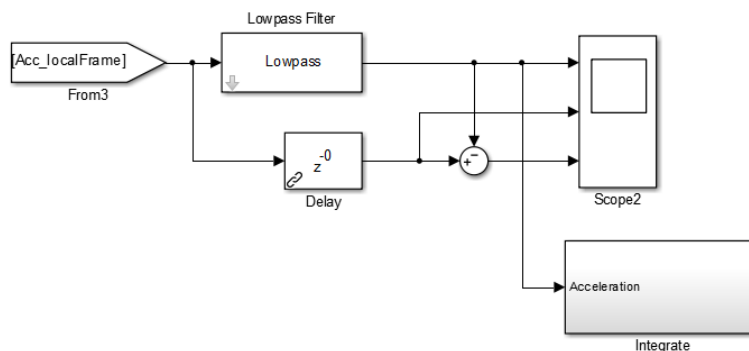 Lowpass Filter
[Acc_localFrame]
Lowpass
From3
z-0
Delay
+
−
Scope2
Acceleration
Integrate